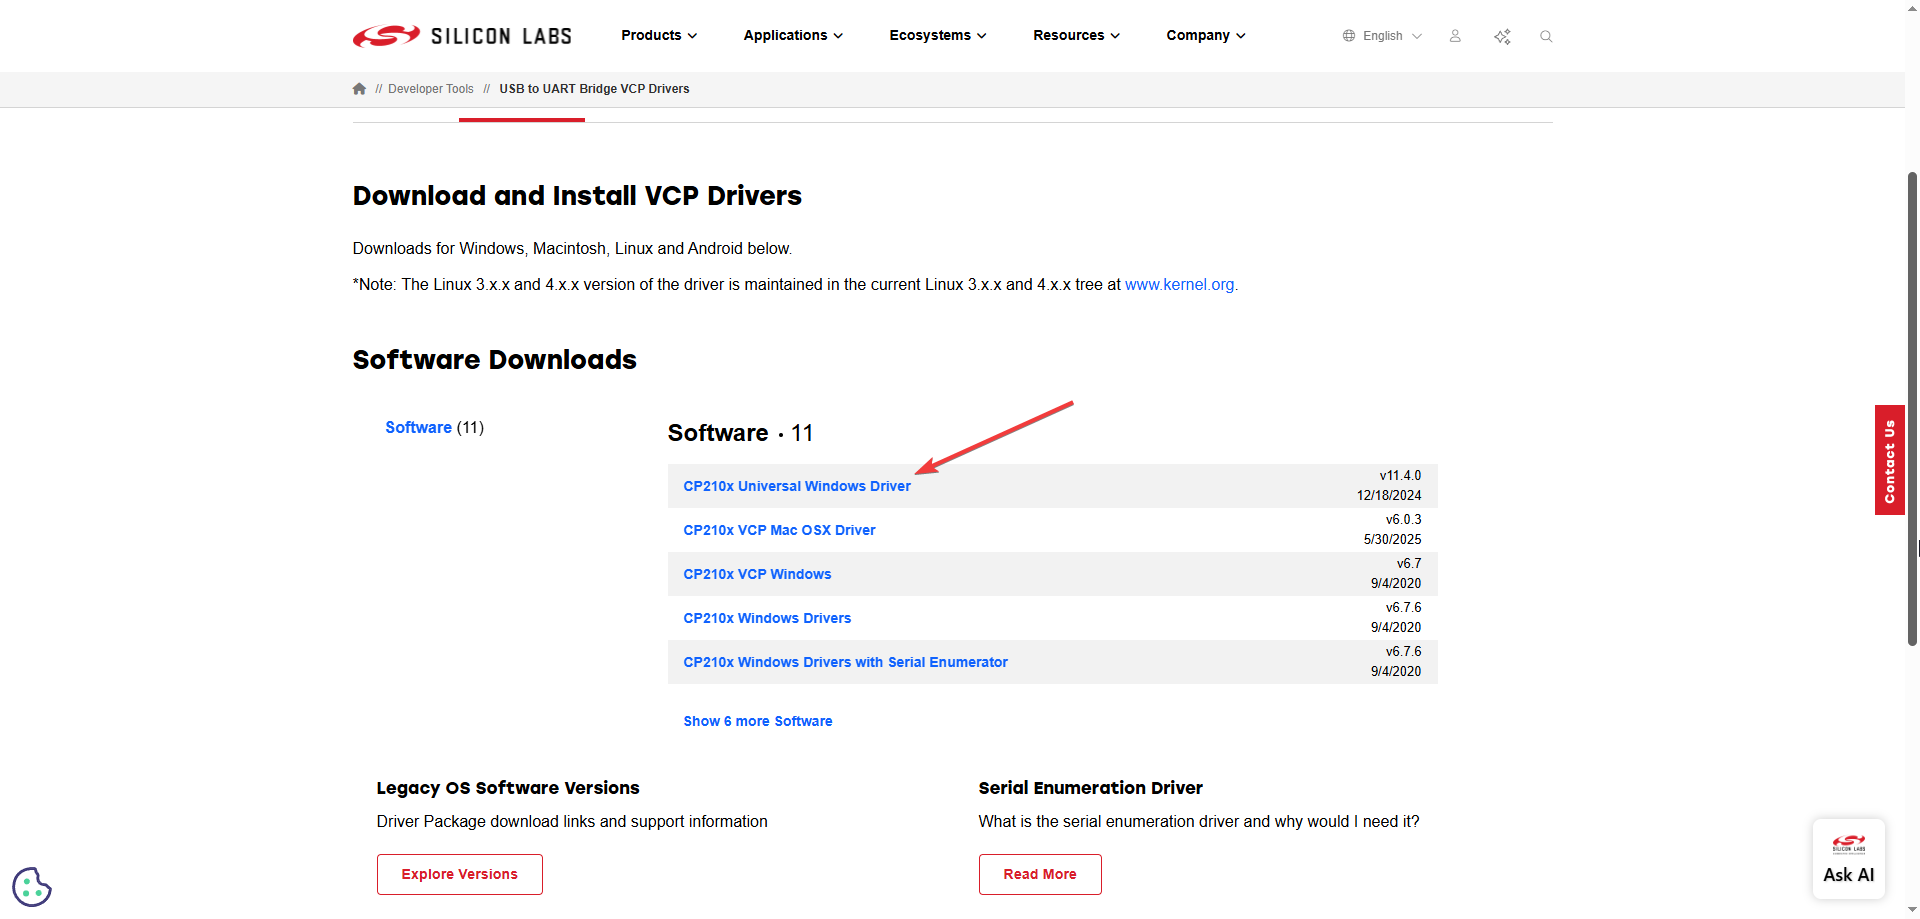 SILICON LABS
Products
Applications
Ecosystems
Resources
Company
English
// Developer Tools // USB to UART Bridge VCP Drivers
Download and Install VCP Drivers
Downloads for Windows, Macintosh, Linux and Android below.
*Note: The Linux 3.x.x and 4.x.x version of the driver is maintained in the current Linux 3.x.x and 4.x.x tree at www.kernel.org.
Software Downloads
Software (11)
Software · 11
CP210x Universal Windows Driver
v11.4.0
12/18/2024
CP210x VCP Mac OSX Driver
v6.0.3
5/30/2025
CP210x VCP Windows
v6.7
9/4/2020
CP210x Windows Drivers
v6.7.6
9/4/2020
CP210x Windows Drivers with Serial Enumerator
v6.7.6
9/4/2020
Show 6 more Software
Contact Us
Legacy OS Software Versions
Driver Package download links and support information
Explore Versions
Serial Enumeration Driver
What is the serial enumeration driver and why would I need it?
Read More
SILICON LABS
Ask AI